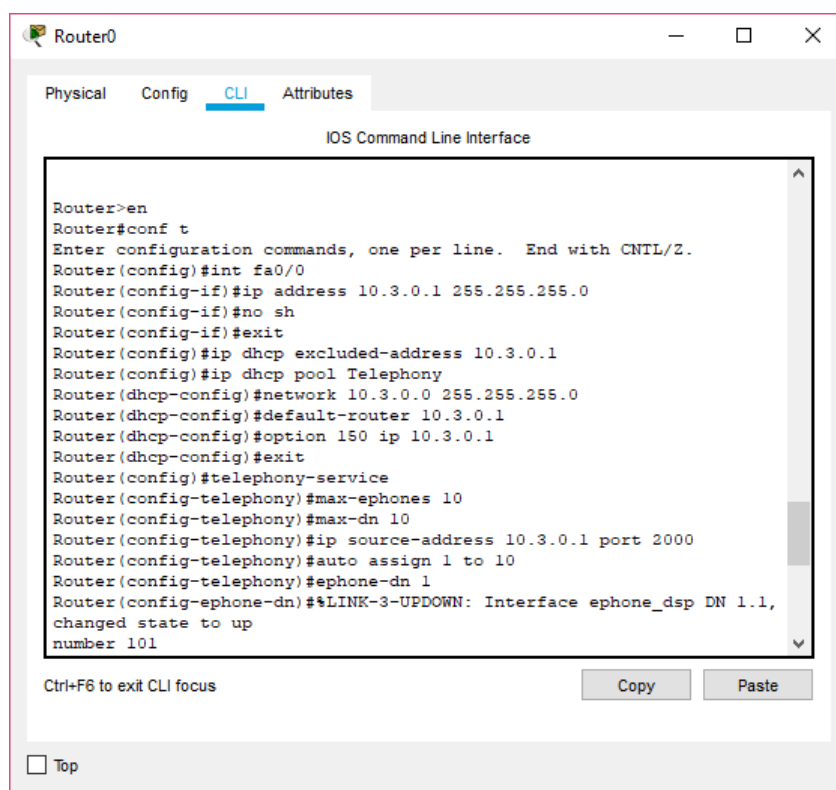 Router0
Physical Config CLI Attributes
IOS Command Line Interface
Router>en
Router#conf t
Enter configuration commands, one per line.  End with CNTL/Z.
Router(config)#int fa0/0
Router(config-if)#ip address 10.3.0.1 255.255.255.0
Router(config-if)#no sh
Router(config-if)#exit
Router(config)#ip dhcp excluded-address 10.3.0.1
Router(config)#ip dhcp pool Telephony
Router(dhcp-config)#network 10.3.0.0 255.255.255.0
Router(dhcp-config)#default-router 10.3.0.1
Router(dhcp-config)#option 150 ip 10.3.0.1
Router(dhcp-config)#exit
Router(config)#telephony-service
Router(config-telephony)#max-ephones 10
Router(config-telephony)#max-dn 10
Router(config-telephony)#ip source-address 10.3.0.1 port 2000
Router(config-telephony)#auto assign 1 to 10
Router(config-telephony)#ephone-dn 1
Router(config-ephone-dn)#%LINK-3-UPDOWN: Interface ephone_dsp DN 1.1,
changed state to up
number 101
Ctrl+F6 to exit CLI focus
Copy
Paste
Top